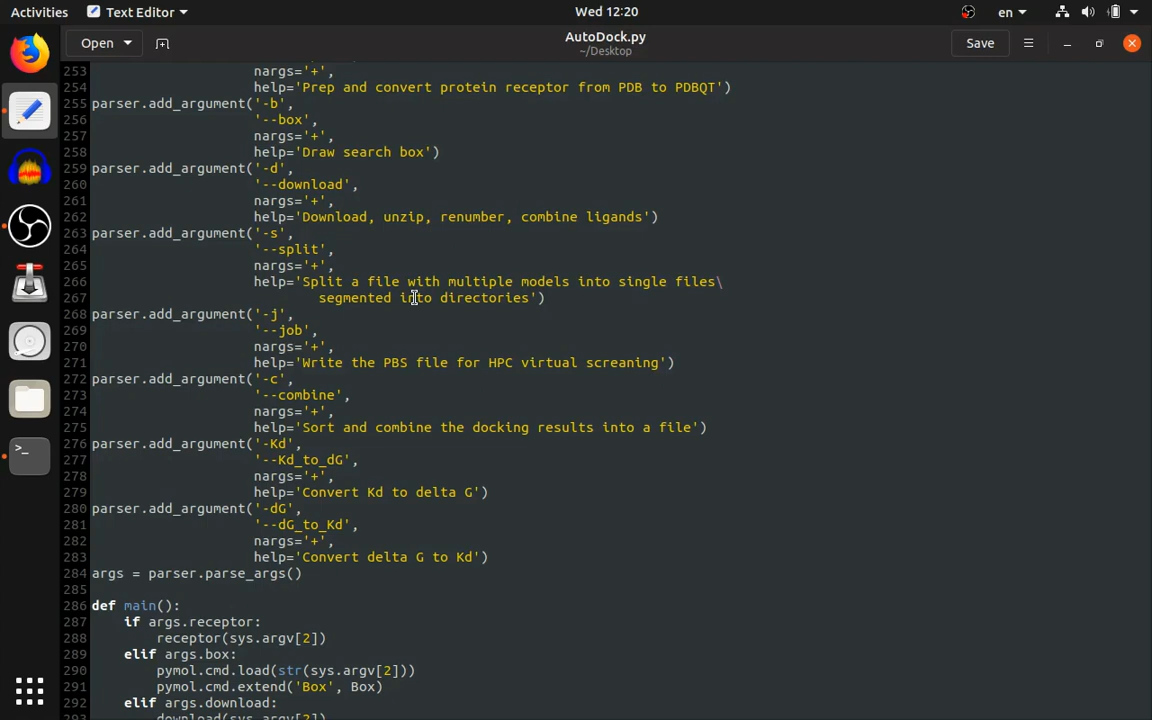 Activities
Text Editor
Wed 12:20
en
Open
AutoDock.py
~/Desktop
Save
253 nargs='+',
254 help='Prep and convert protein receptor from PDB to PDBQT')
255 parser.add_argument('-b',
256 '--box',
257 nargs='+',
258 help='Draw search box')
259 parser.add_argument('-d',
260 '--download',
261 nargs='+',
262 help='Download, unzip, renumber, combine ligands')
263 parser.add_argument('-s',
264 '--split',
265 nargs='+',
266 help='Split a file with multiple models into single files\
267 segmented into directories')
268 parser.add_argument('-j',
269 '--job',
270 nargs='+',
271 help='Write the PBS file for HPC virtual screaning')
272 parser.add_argument('-c',
273 '--combine',
274 nargs='+',
275 help='Sort and combine the docking results into a file')
276 parser.add_argument('-Kd',
277 '--Kd_to_dG',
278 nargs='+',
279 help='Convert Kd to delta G')
280 parser.add_argument('-dG',
281 '--dG_to_Kd',
282 nargs='+',
283 help='Convert delta G to Kd')
284 args = parser.parse_args()
285
286 def main():
287 if args.receptor:
288 receptor(sys.argv[2])
289 elif args.box:
290 pymol.cmd.load(str(sys.argv[2]))
291 pymol.cmd.extend('Box', Box)
292 elif args.download:
293 download(sys.argv[2])